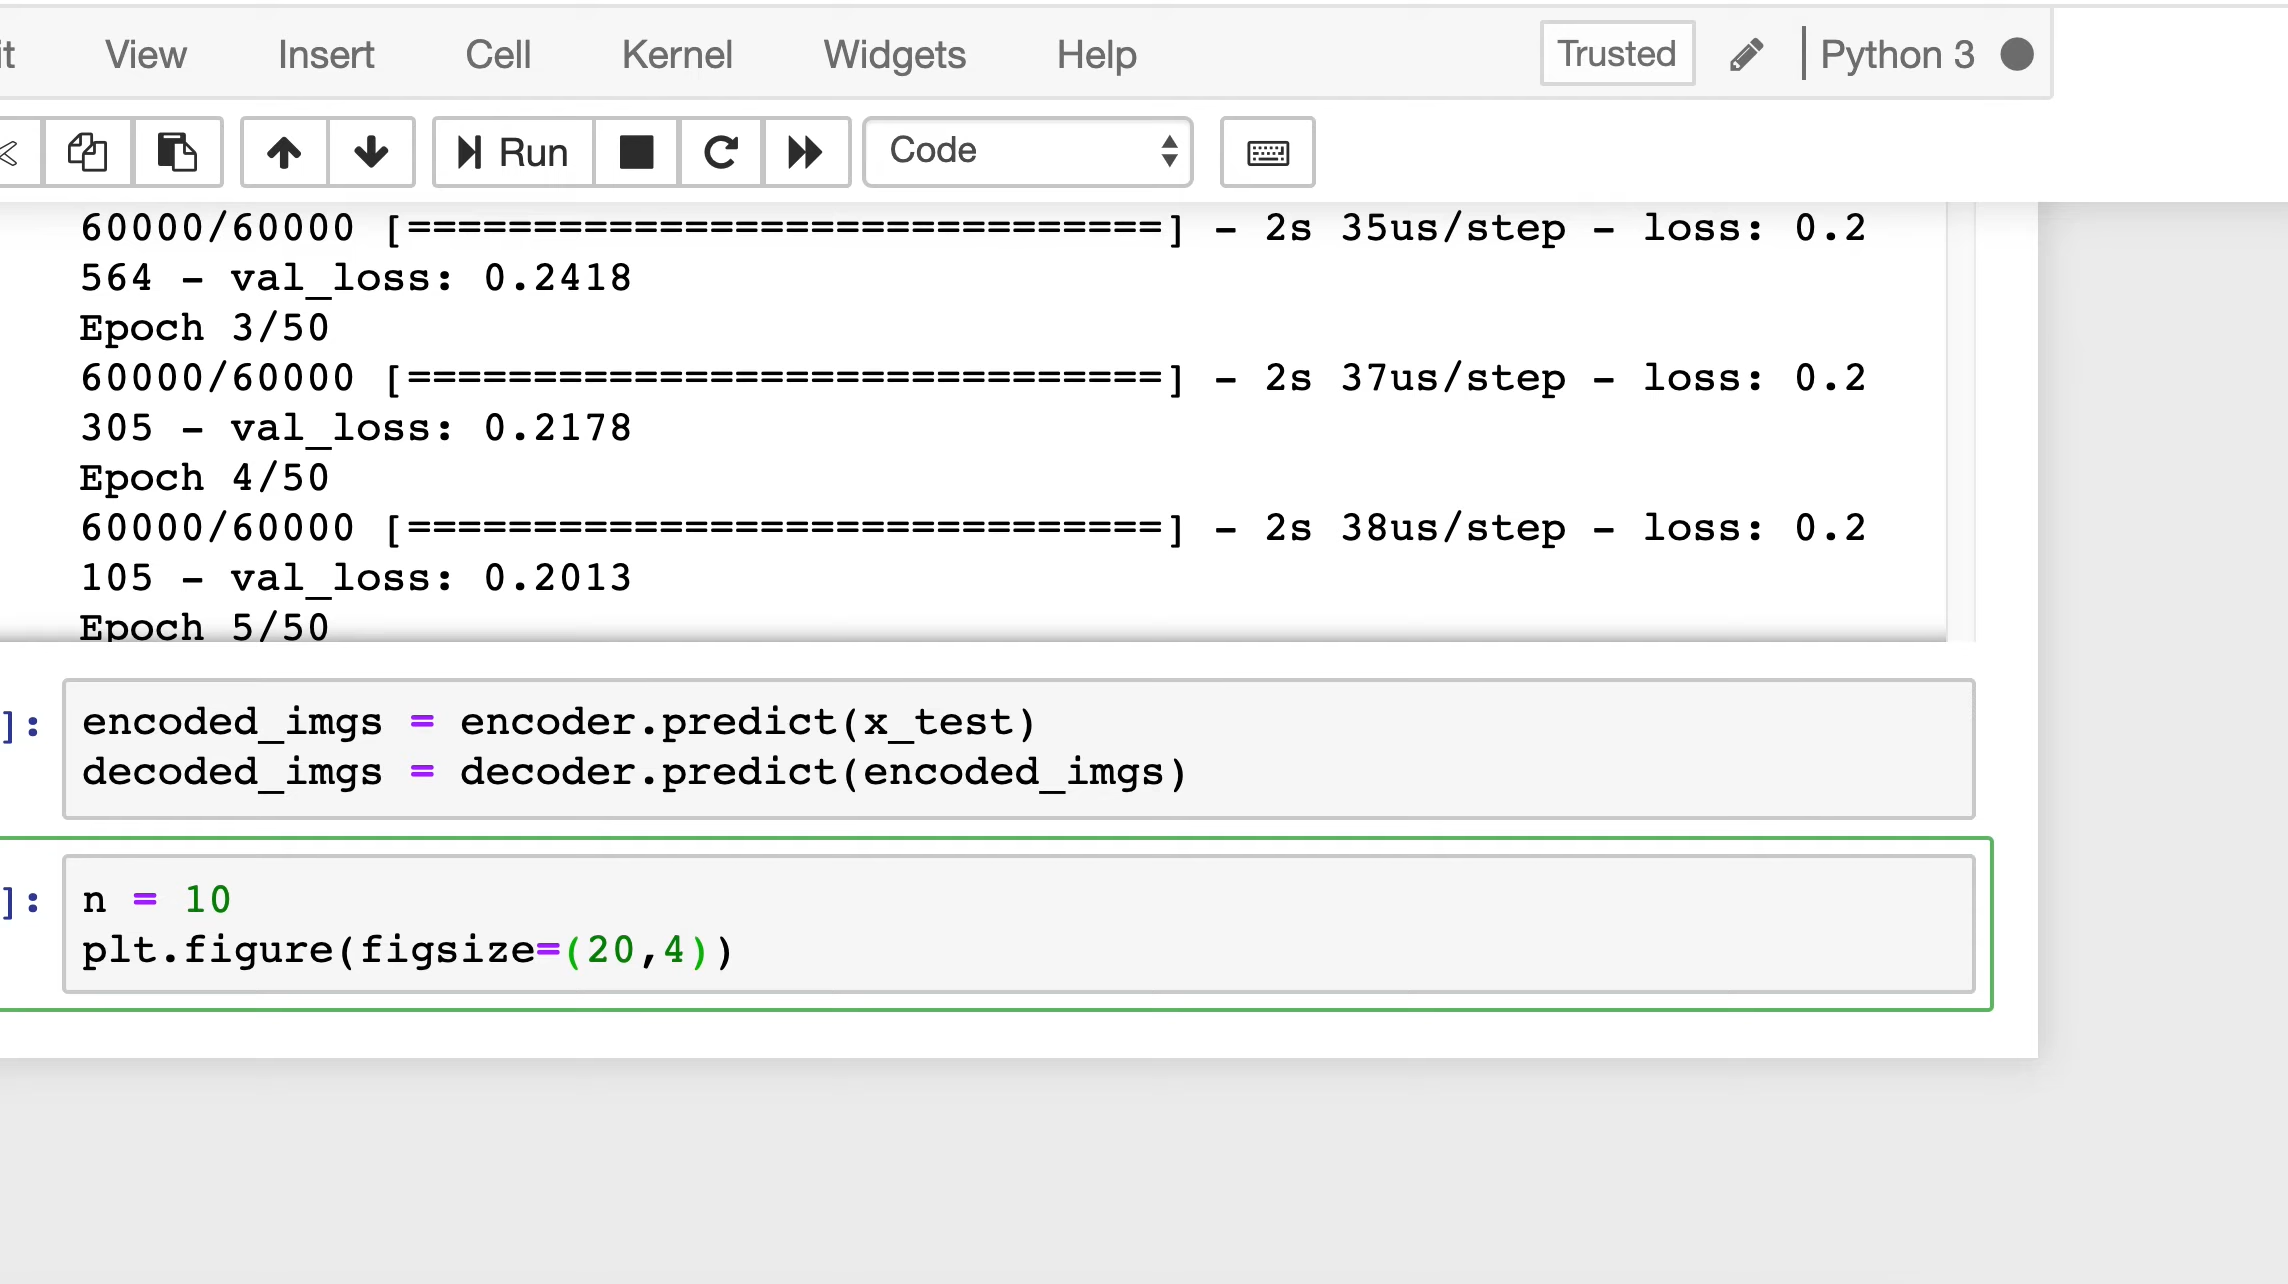 it View Insert Cell Kernel Widgets Help Trusted Python 3
Run Code
60000/60000 [==============================] - 2s 35us/step - loss: 0.2
564 - val_loss: 0.2418
Epoch 3/50
60000/60000 [==============================] - 2s 37us/step - loss: 0.2
305 - val_loss: 0.2178
Epoch 4/50
60000/60000 [==============================] - 2s 38us/step - loss: 0.2
105 - val_loss: 0.2013
Epoch 5/50
]: encoded_imgs = encoder.predict(x_test)
decoded_imgs = decoder.predict(encoded_imgs)
]: n = 10
plt.figure(figsize=(20,4))